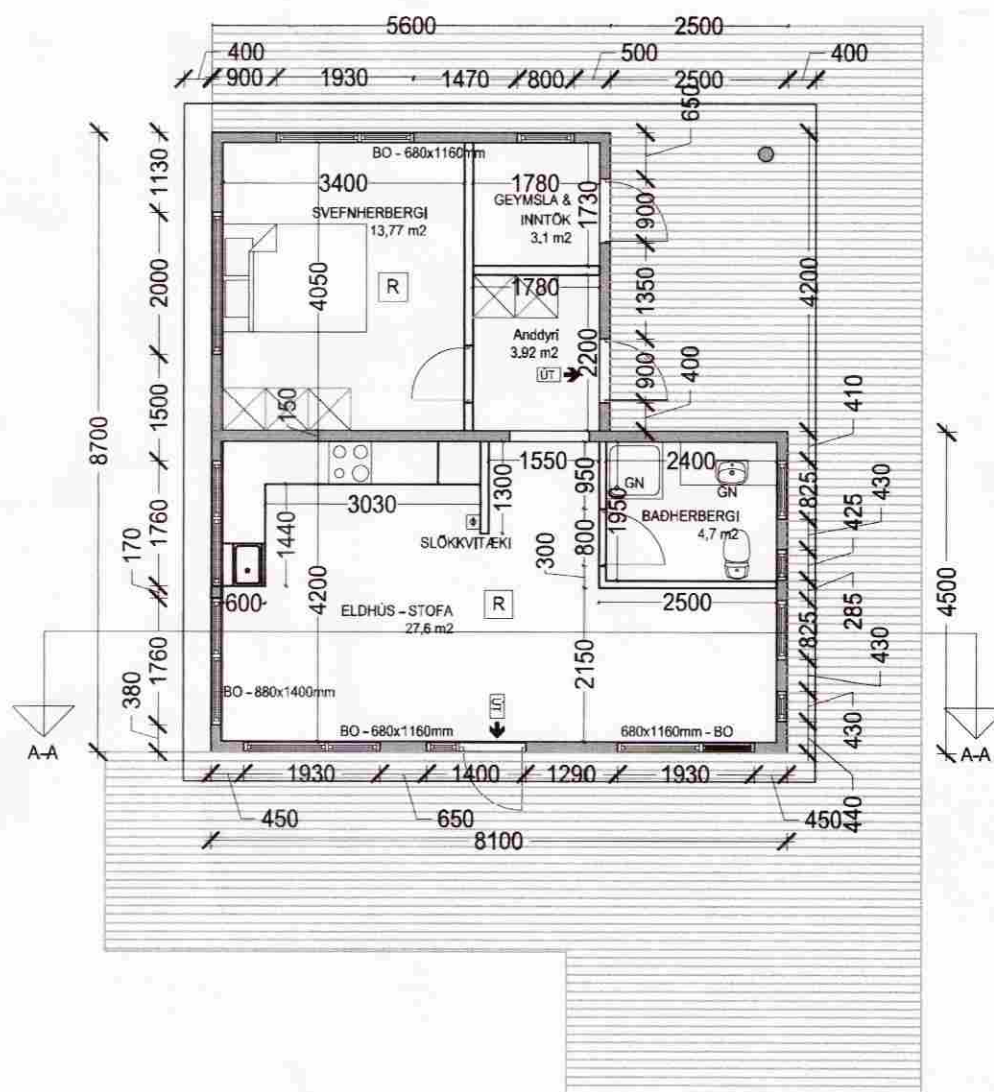 5600
2500
400
500
400
900
1930
1470
800
2500
650
BO - 680x1160mm
1130
3400
1780
1730
SVEFNHERBERGI
13,77 m2
GEYMSLA &
INNTÖK
3.1 m2
900
2000
4050
R
1780
1350
4200
Anddyri
3.92 m2
2200
ÚT
900
400
1500
150
410
8700
1550
2400
1300
950
GN
GN
825
430
3030
1950
BAÐHERBERGI
4,7 m2
425
1760
170
1440
SLÖKKVITÆKI
800
300
600
4200
ELDHÚS - STOFA
27,6 m2
R
2500
285
4500
825
1760
2150
430
380
BO - 880x1400mm
ÚT
A-A
BO - 680x1160mm
680x1160mm - BO
430
A-A
1930
1400
1290
1930
450
650
450
440
8100